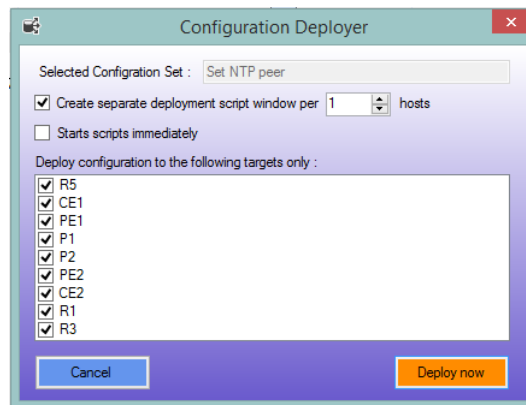 Configuration Deployer
Selected Configration Set : Set NTP peer
Create separate deployment script window per 1 hosts
Starts scripts immediately
Deploy configuration to the following targets only :
R5
CE1
PE1
P1
P2
PE2
CE2
R1
R3
Cancel Deploy now